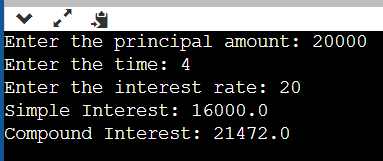 Enter the principal amount: 20000
Enter the time: 4
Enter the interest rate: 20
Simple Interest: 16000.0
Compound Interest: 21472.0